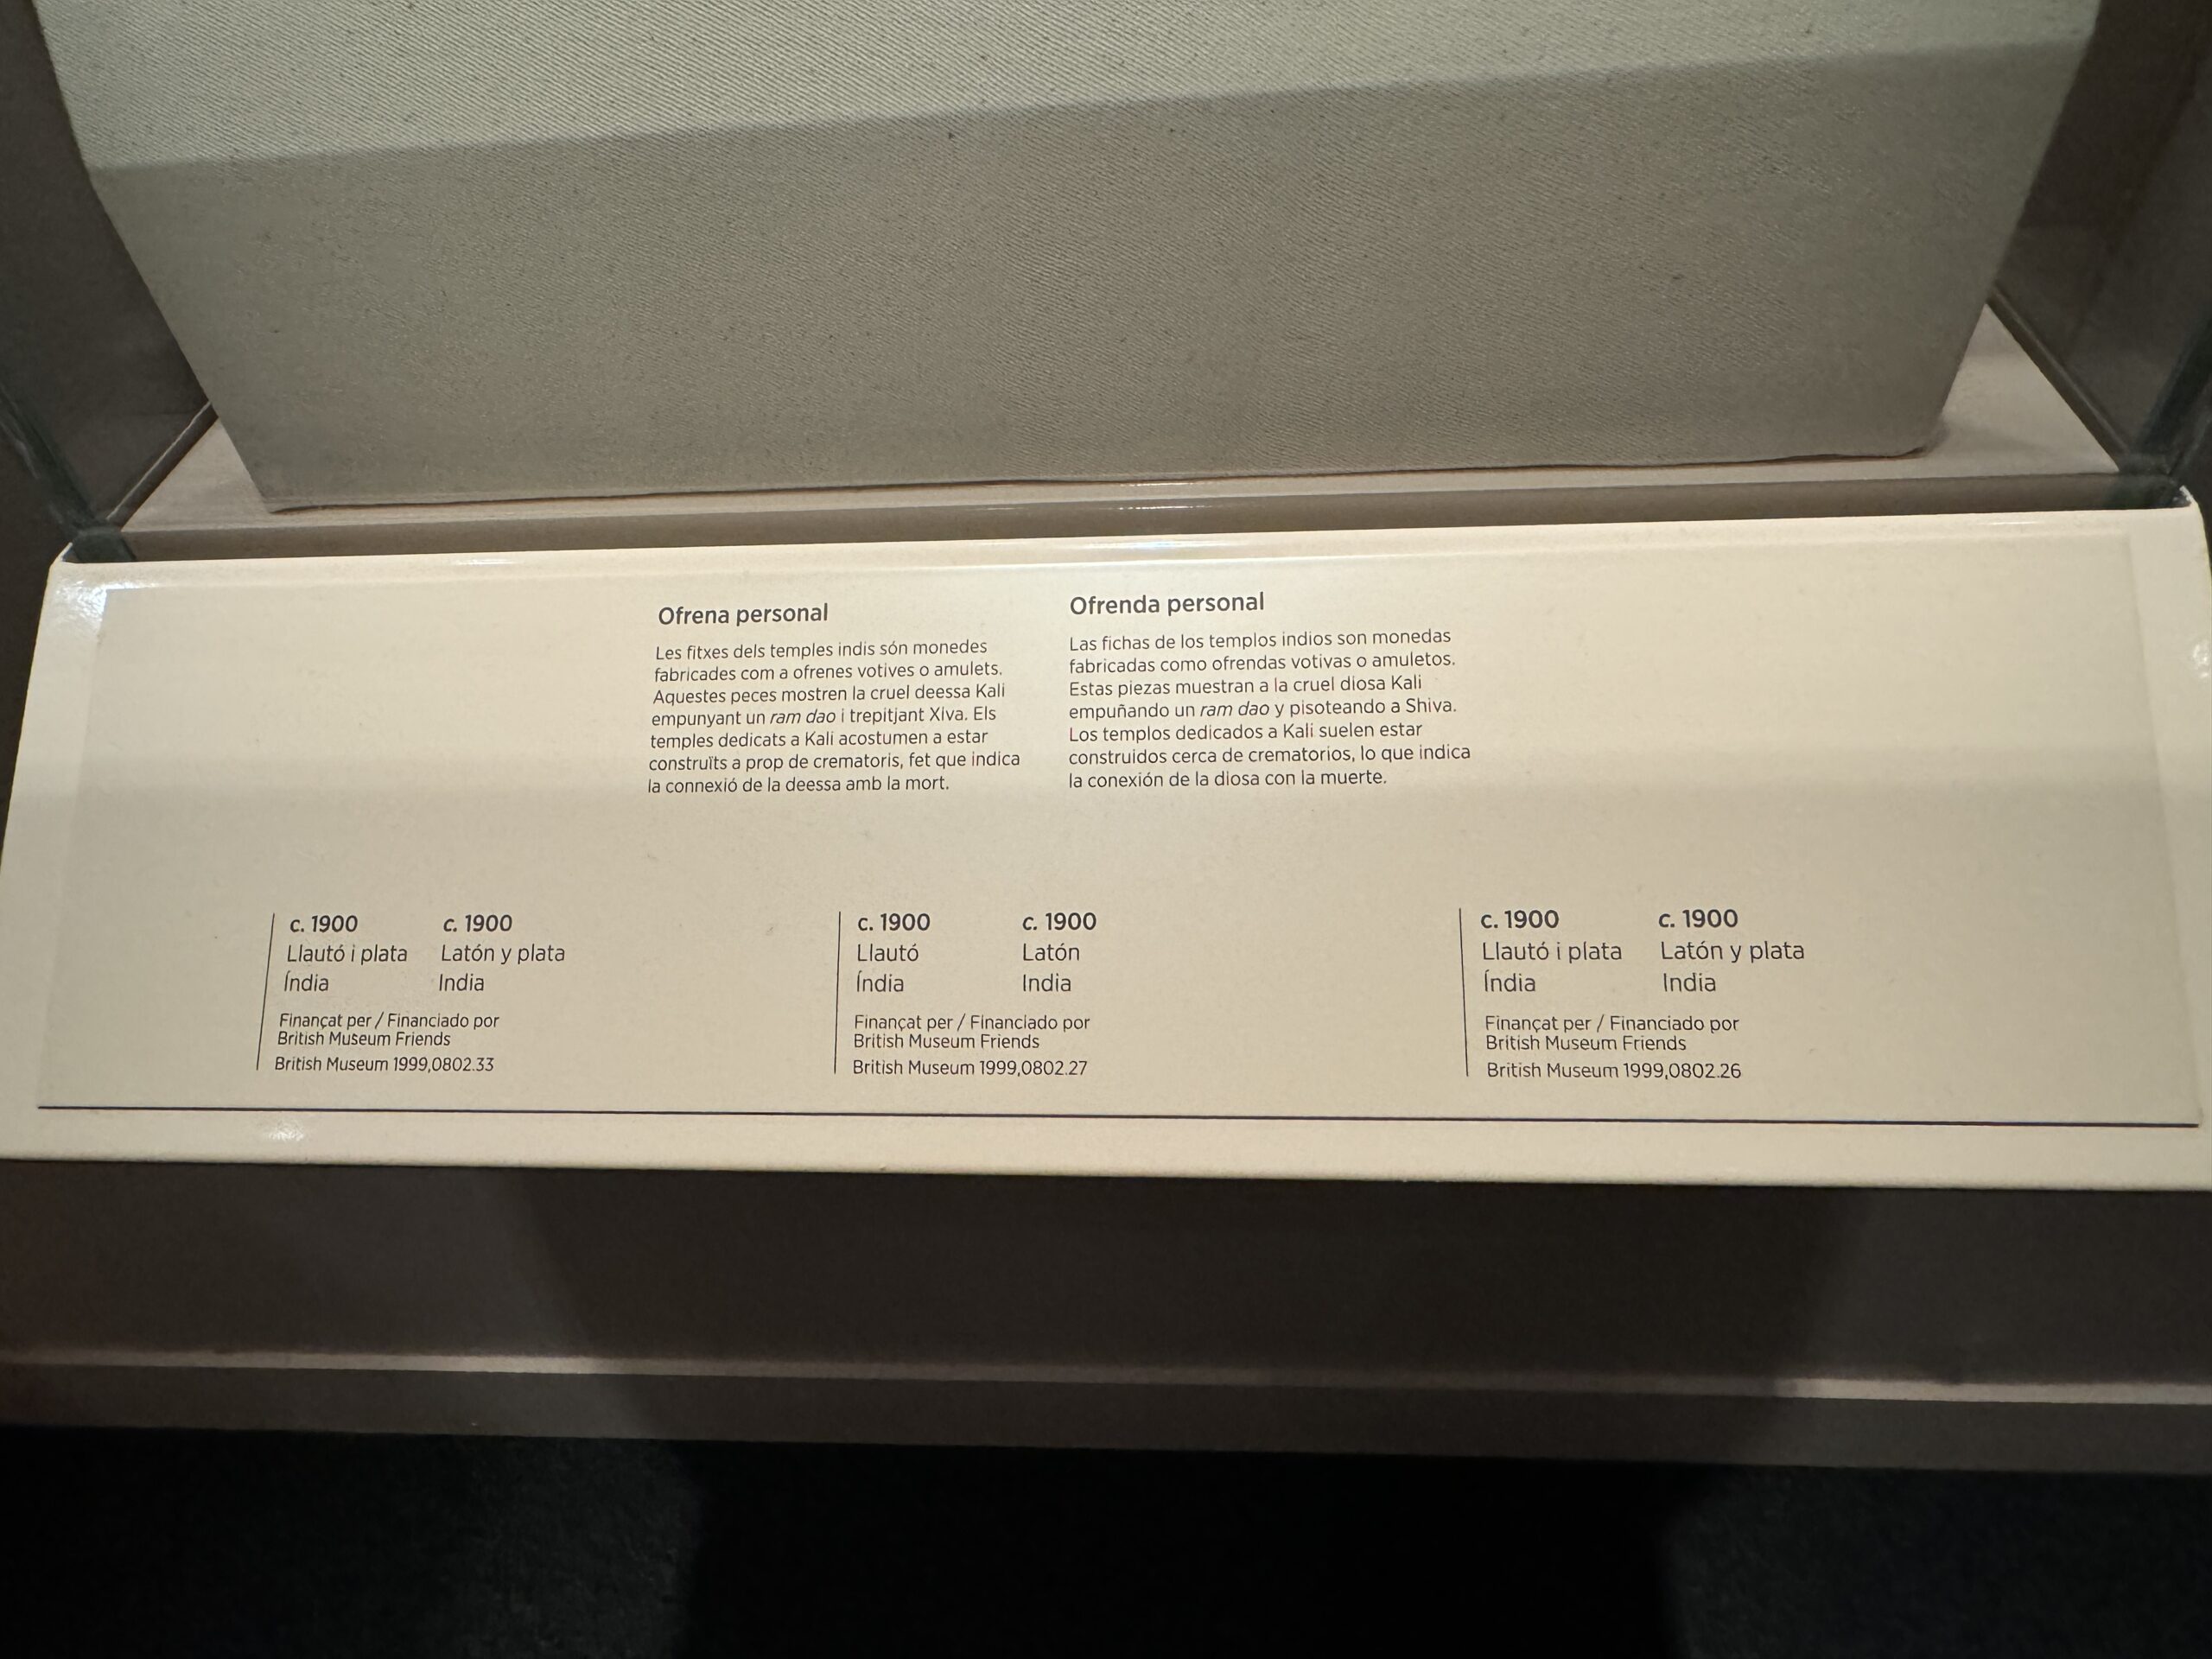 Ofrena personal
Les fitxes dels temples indis són monedes
fabricades com a ofrenes votives o amulets.
Aquestes peces mostren la cruel deessa Kali
empunyant un ram dao i trepitjant Xiva. Els
temples dedicats a Kali acostumen a estar
construïts a prop de crematoris, fet que indica
la connexió de la deessa amb la mort.
Ofrenda personal
Las fichas de los templos indios son monedas
fabricadas como ofrendas votivas o amuletos.
Estas piezas muestran a la cruel diosa Kali
empuñando un ram dao y pisoteando a Shiva.
Los templos dedicados a Kali suelen estar
construidos cerca de crematorios, lo que indica
la conexión de la diosa con la muerte.
c. 1900
Llautó i plata
Índia
c. 1900
Latón y plata
India
Finançat per / Financiado por
British Museum Friends
British Museum 1999,0802.33
c. 1900
Llautó
Índia
c. 1900
Latón
India
Finançat per / Financiado por
British Museum Friends
British Museum 1999,0802.27
c. 1900
Llautó i plata
Índia
c. 1900
Latón y plata
India
Finançat per / Financiado por
British Museum Friends
British Museum 1999,0802.26